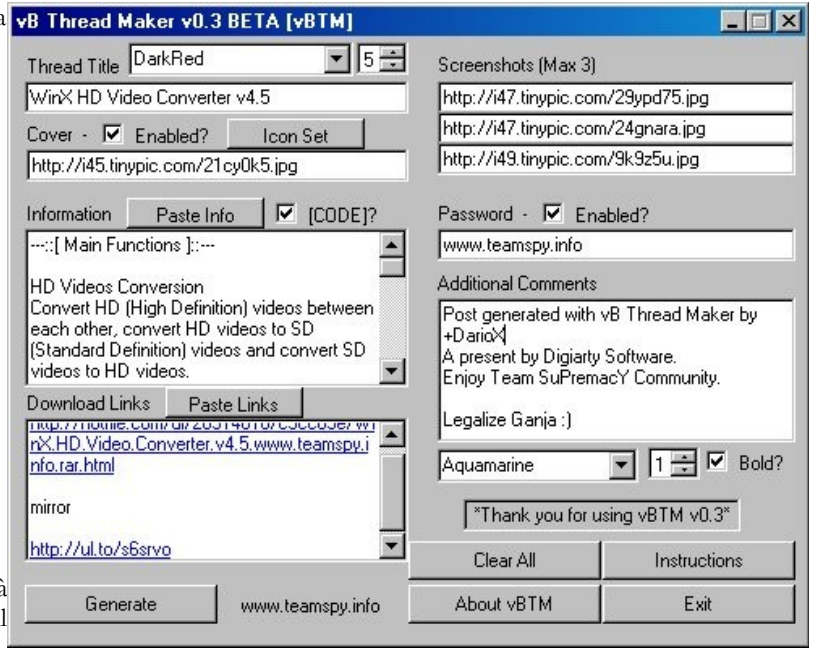 a
vB Thread Maker v0.3 BETA [vBTM]
Thread Title DarkRed 5
WinX HD Video Converter v4.5
Cover - Enabled? Icon Set
http://i45.tinypic.com/21cy0k5.jpg
Information Paste Info [CODE]?
---::[ Main Functions ]::---
HD Videos Conversion
Convert HD (High Definition) videos between
each other, convert HD videos to SD
(Standard Definition) videos and convert SD
videos to HD videos.
Download Links Paste Links
nX.HD.Video.Converter.v4.5.www.teamspy.i
nfo.rar.html
mirror
http://ul.to/s6srvo
Generate www.teamspy.info
Screenshots (Max 3)
http://i47.tinypic.com/29ypd75.jpg
http://i47.tinypic.com/24gnara.jpg
http://i49.tinypic.com/9k9z5u.jpg
Password - Enabled?
www.teamspy.info
Additional Comments
Post generated with vB Thread Maker by
+DarioX
A present by Digiarty Software.
Enjoy Team SuPremacY Community.
Legalize Ganja :)
Aquamarine 1 Bold?
*Thank you for using vBTM v0.3*
Clear All Instructions
About vBTM Exit
à
l